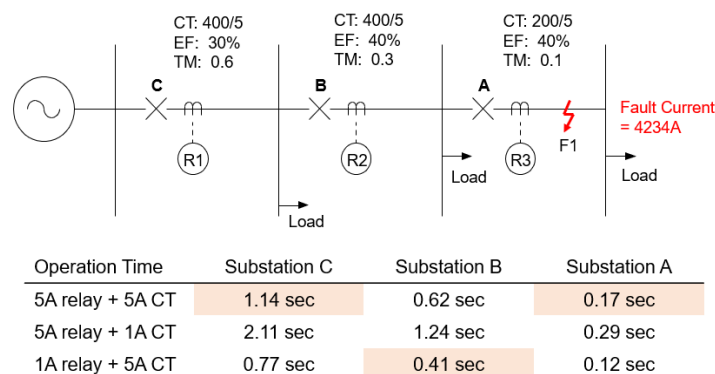 CT: 400/5
EF: 30%
TM: 0.6
CT: 400/5
EF: 40%
TM: 0.3
CT: 200/5
EF: 40%
TM: 0.1
C
B
A
Fault Current
= 4234A
R1
R2
R3
F1
Load
Load
Load
Operation Time Substation C Substation B Substation A
5A relay + 5A CT 1.14 sec 0.62 sec 0.17 sec
5A relay + 1A CT 2.11 sec 1.24 sec 0.29 sec
1A relay + 5A CT 0.77 sec 0.41 sec 0.12 sec